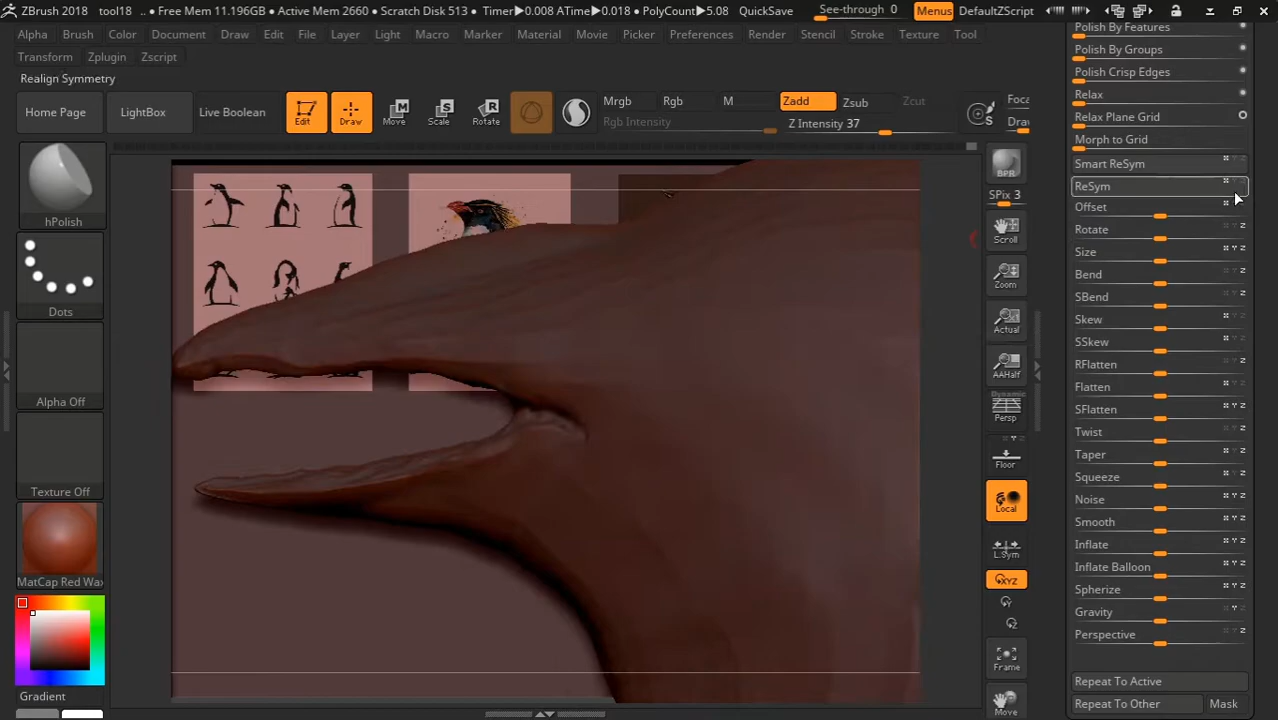 ZBrush 2018 tool18 .. • Free Mem 11.196GB • Active Mem 2660 • Scratch Disk 513 • Timer▶0.008 ATime▶0.018 • PolyCount▶5.08 QuickSave See-through 0 Menus DefaultZScript
Alpha Brush Color Document Draw Edit File Layer Light Macro Marker Material Movie Picker Preferences Render Stencil Stroke Texture Tool
Transform Zplugin Zscript
Realign Symmetry
Home Page LightBox Live Boolean Edit Draw Move Scale Rotate
Mrgb Rgb M Zadd Zsub Zcut Foca
Rgb Intensity Z Intensity 37 Draw
hPolish
Dots
Alpha Off
Texture Off
MatCap Red Wax
Gradient
BPR
SPix 3
Scroll
Zoom
Actual
AAHalf
Dynamic
Persp
Floor
Local
L.Sym
XYZ
Y
Z
Frame
Move
Polish By Features
Polish By Groups
Polish Crisp Edges
Relax
Relax Plane Grid
Morph to Grid
Smart ReSym
ReSym
Offset
Rotate
Size
Bend
SBend
Skew
SSkew
RFlatten
Flatten
SFlatten
Twist
Taper
Squeeze
Noise
Smooth
Inflate
Inflate Balloon
Spherize
Gravity
Perspective
Repeat To Active
Repeat To Other Mask